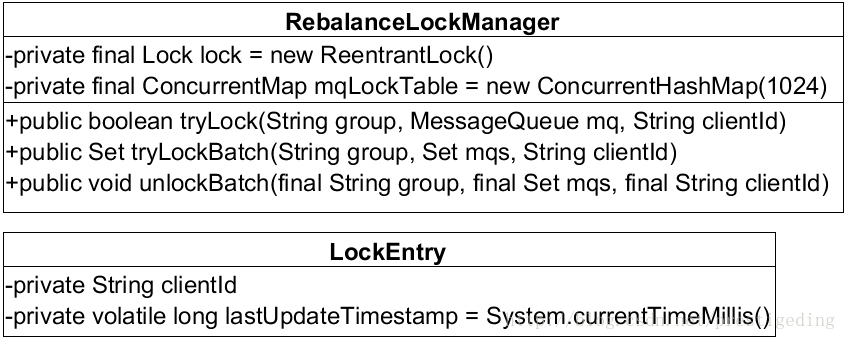 RebalanceLockManager
-private final Lock lock = new ReentrantLock()
-private final ConcurrentMap mqLockTable = new ConcurrentHashMap(1024)
+public boolean tryLock(String group, MessageQueue mq, String clientId)
+public Set tryLockBatch(String group, Set mqs, String clientId)
+public void unlockBatch(final String group, final Set mqs, final String clientId)
LockEntry
-private String clientId
-private volatile long lastUpdateTimestamp = System.currentTimeMillis()